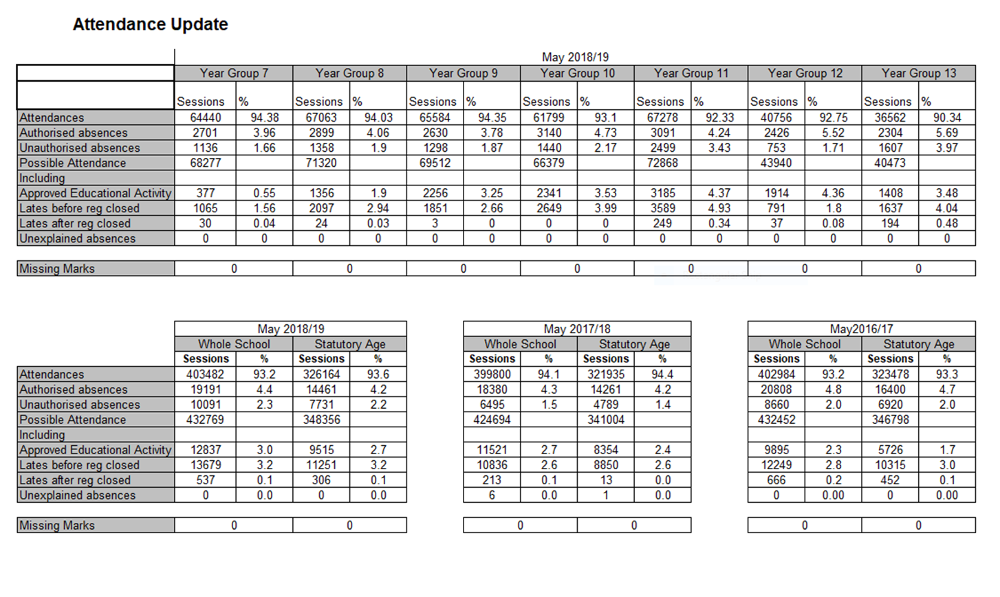 Attendance Update
May 2018/19
Year Group 7 Year Group 8 Year Group 9 Year Group 10 Year Group 11 Year Group 12 Year Group 13
Sessions % Sessions % Sessions % Sessions % Sessions % Sessions % Sessions %
Attendances 64440 94.38 67063 94.03 65584 94.35 61799 93.1 67278 92.33 40756 92.75 36562 90.34
Authorised absences 2701 3.96 2899 4.06 2630 3.78 3140 4.73 3091 4.24 2426 5.52 2304 5.69
Unauthorised absences 1136 1.66 1358 1.9 1298 1.87 1440 2.17 2499 3.43 753 1.71 1607 3.97
Possible Attendance 68277 71320 69512 66379 72868 43940 40473
Including
Approved Educational Activity 377 0.55 1356 1.9 2256 3.25 2341 3.53 3185 4.37 1914 4.36 1408 3.48
Lates before reg closed 1065 1.56 2097 2.94 1851 2.66 2649 3.99 3589 4.93 791 1.8 1637 4.04
Lates after reg closed 30 0.04 24 0.03 3 0 0 0 249 0.34 37 0.08 194 0.48
Unexplained absences 0 0 0 0 0 0 0 0 0 0 0 0 0 0
Missing Marks 0 0 0 0 0 0 0
May 2018/19 May 2017/18 May2016/17
Whole School Statutory Age Whole School Statutory Age Whole School Statutory Age
Sessions % Sessions % Sessions % Sessions % Sessions % Sessions %
Attendances 403482 93.2 326164 93.6 399800 94.1 321935 94.4 402984 93.2 323478 93.3
Authorised absences 19191 4.4 14461 4.2 18380 4.3 14261 4.2 20808 4.8 16400 4.7
Unauthorised absences 10091 2.3 7731 2.2 6495 1.5 4789 1.4 8660 2.0 6920 2.0
Possible Attendance 432769 348356 424694 341004 432452 346798
Including
Approved Educational Activity 12837 3.0 9515 2.7 11521 2.7 8354 2.4 9895 2.3 5726 1.7
Lates before reg closed 13679 3.2 11251 3.2 10836 2.6 8850 2.6 12249 2.8 10315 3.0
Lates after reg closed 537 0.1 306 0.1 213 0.1 13 0.0 666 0.2 452 0.1
Unexplained absences 0 0.0 0 0.0 6 0.0 1 0.0 0 0.00 0 0.00
Missing Marks 0 0 0 0 0 0